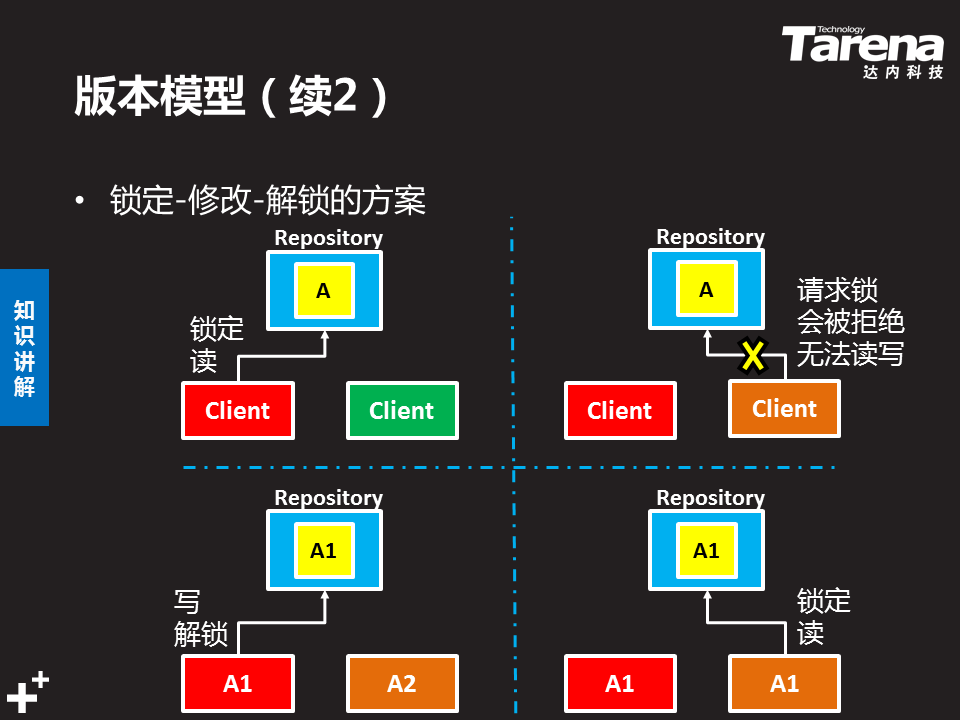 Technology
Tarena
达内科技
版本模型（续2）
• 锁定-修改-解锁的方案
知
识
讲
解
Repository
A
锁定
读
Client
Client
Repository
A
请求锁
会被拒绝
无法读写
X
Client
Client
Repository
A1
写
解锁
A1
A2
Repository
A1
锁定
读
A1
A1